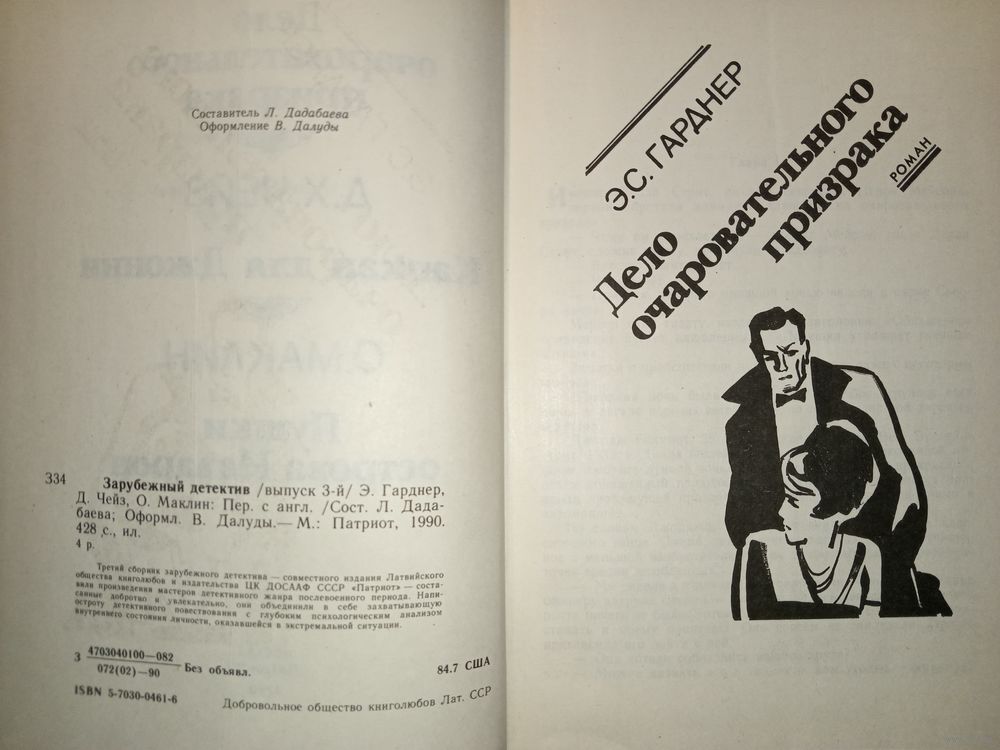 Составитель Л. Дадабаева
Оформление В. Далуды
334
Зарубежный детектив /выпуск 3-й/ Э. Гарднер,
Д. Чейз, О. Маклин: Пер. с англ. /Сост. Л. Дада-
баева; Оформл. В. Далуды.— М.: Патриот, 1990.
428 с., ил.
4 р.
Третий сборник зарубежного детектива — совместного издания Латвийского
общества книголюбов и издательства ЦК ДОСААФ СССР «Патриот» — соста-
вили произведения мастеров детективного жанра послевоенного периода. Напи-
санные добротно и увлекательно, они объединили в себе захватывающую
остроту детективного повествования с глубоким психологическим анализом
внутреннего состояния личности, оказавшейся в экстремальной ситуации.
З 4703040100—082
072(02)—90 Без объявл.
84.7 США
ISBN 5-7030-0461-6
Добровольное общество книголюбов Лат. ССР
Э.С. ГАРДНЕР
Дело
очаровательного
призрака
РОМАН